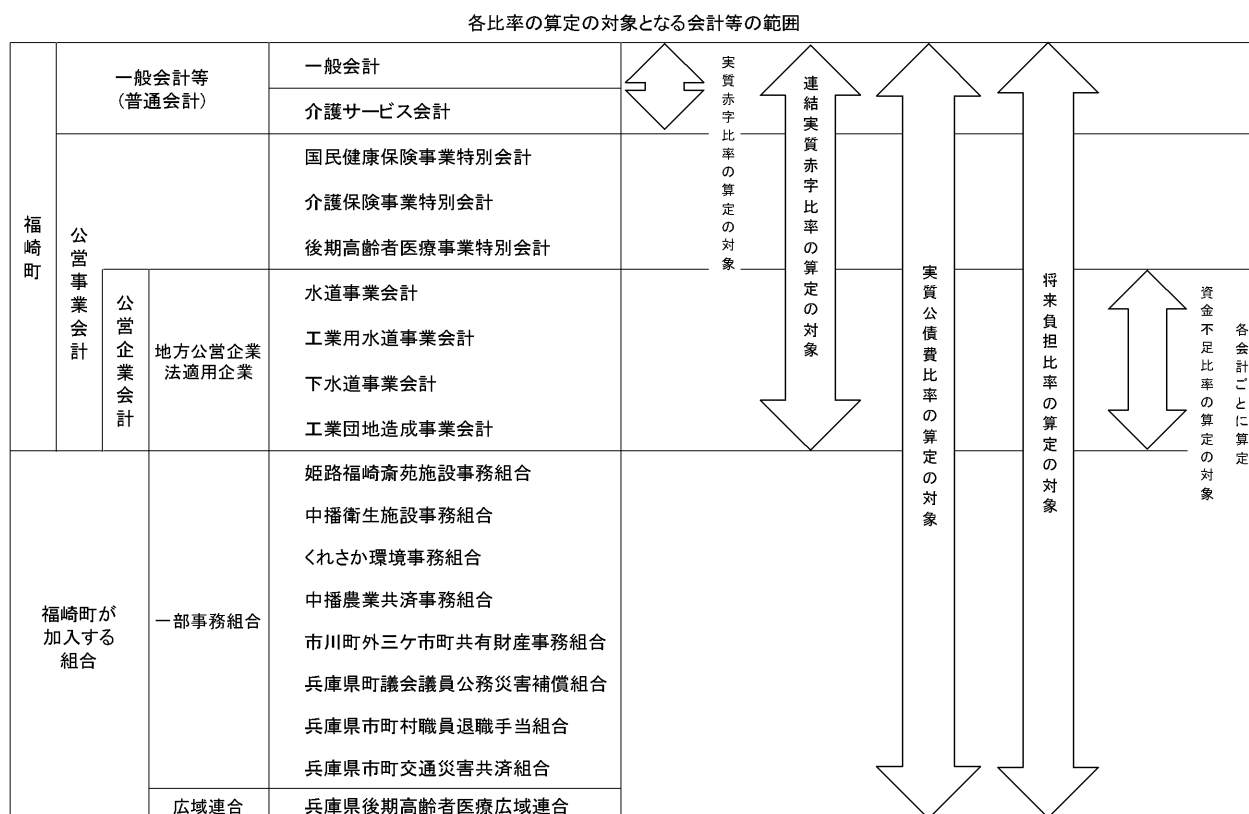 各比率の算定の対象となる会計等の範囲
福崎町
一般会計等
(普通会計)
一般会計
介護サービス会計
公営事業会計
国民健康保険事業特別会計
介護保険事業特別会計
後期高齢者医療事業特別会計
公営企業会計
地方公営企業
法適用企業
水道事業会計
工業用水道事業会計
下水道事業会計
工業団地造成事業会計
福崎町が
加入する
組合
一部事務組合
姫路福崎斎苑施設事務組合
中播衛生施設事務組合
くれさか環境事務組合
中播農業共済事務組合
市川町外三ケ市町共有財産事務組合
兵庫県町議会議員公務災害補償組合
兵庫県市町村職員退職手当組合
兵庫県市町交通災害共済組合
広域連合
兵庫県後期高齢者医療広域連合
実質赤字比率の算定の対象
連結実質赤字比率の算定の対象
実質公債費比率の算定の対象
将来負担比率の算定の対象
資金不足比率の算定の対象
各会計ごとに算定